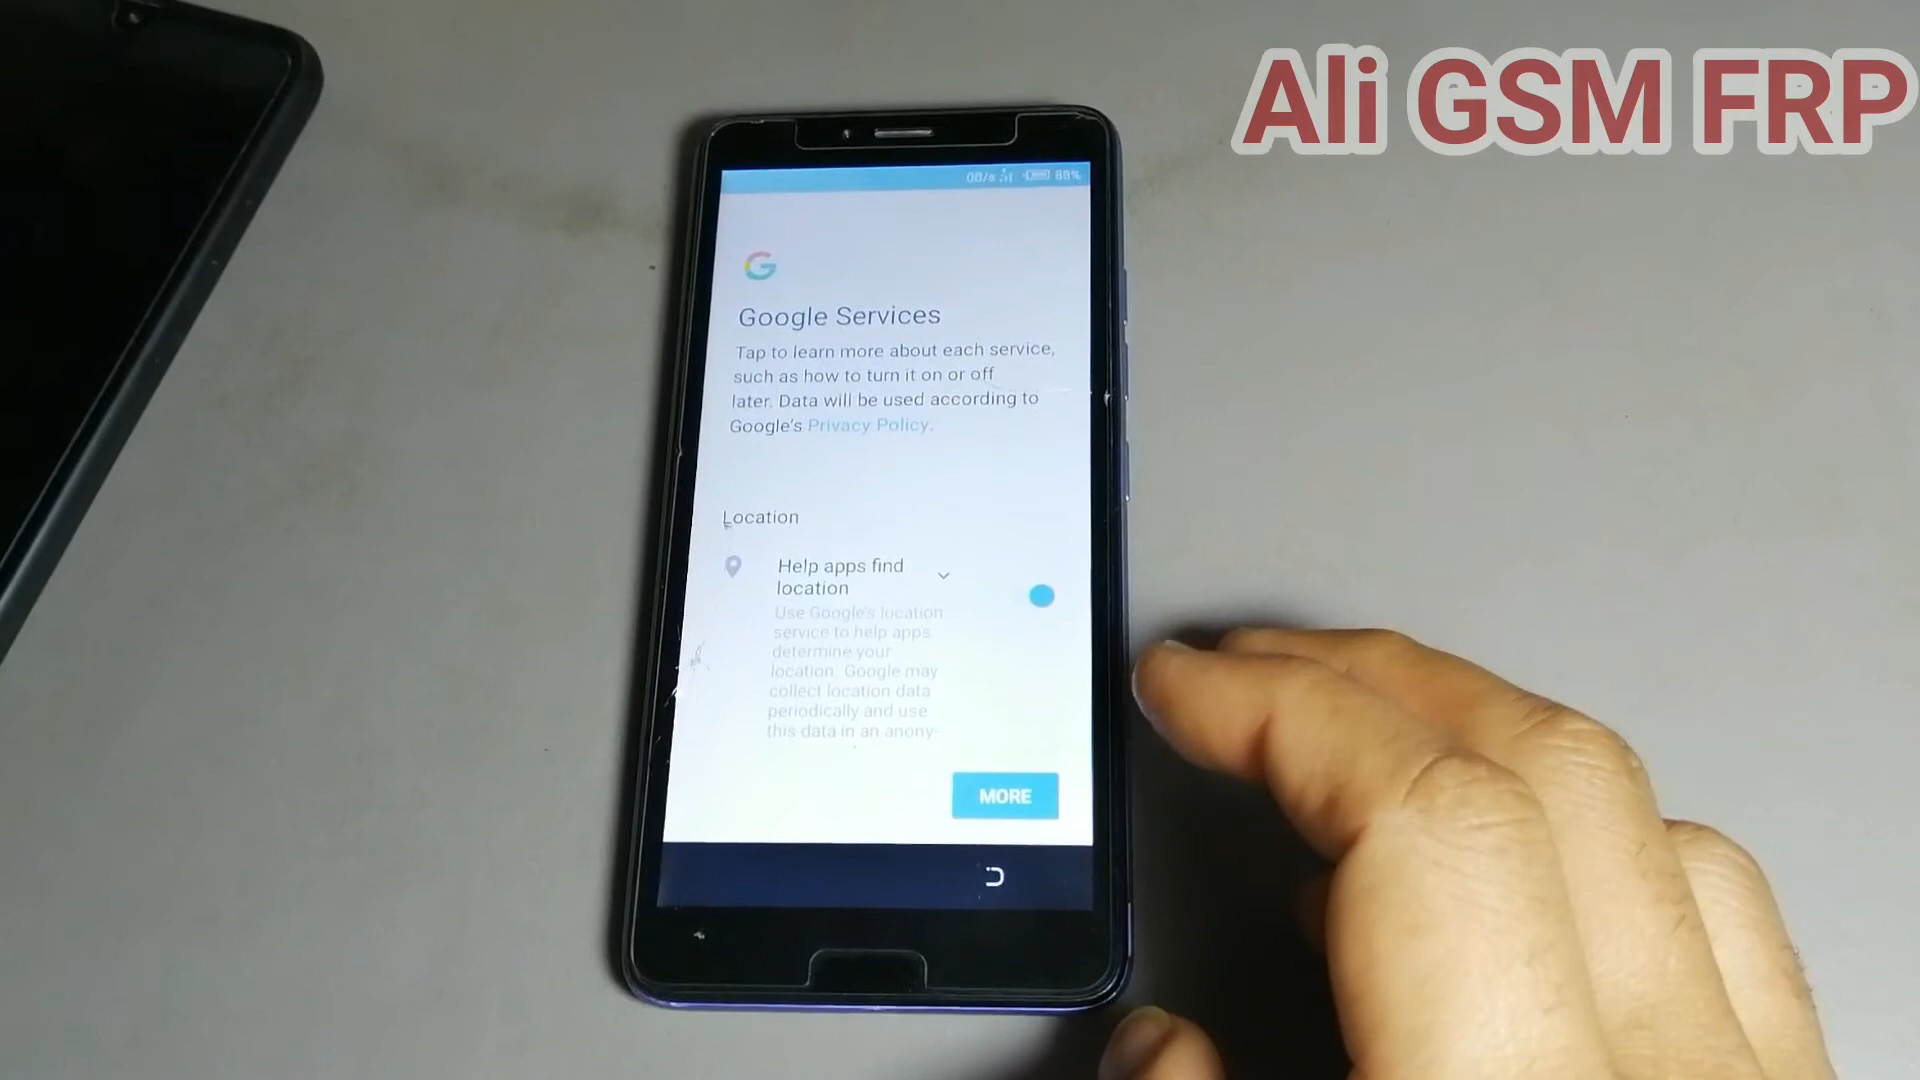 Ali GSM FRP
0B/s 88%
G
Google Services
Tap to learn more about each service,
such as how to turn it on or off
later. Data will be used according to
Google's Privacy Policy.
Location
Help apps find
location
Use Google's location
service to help apps
determine your
location. Google may
collect location data
periodically and use
this data in an anony-
MORE